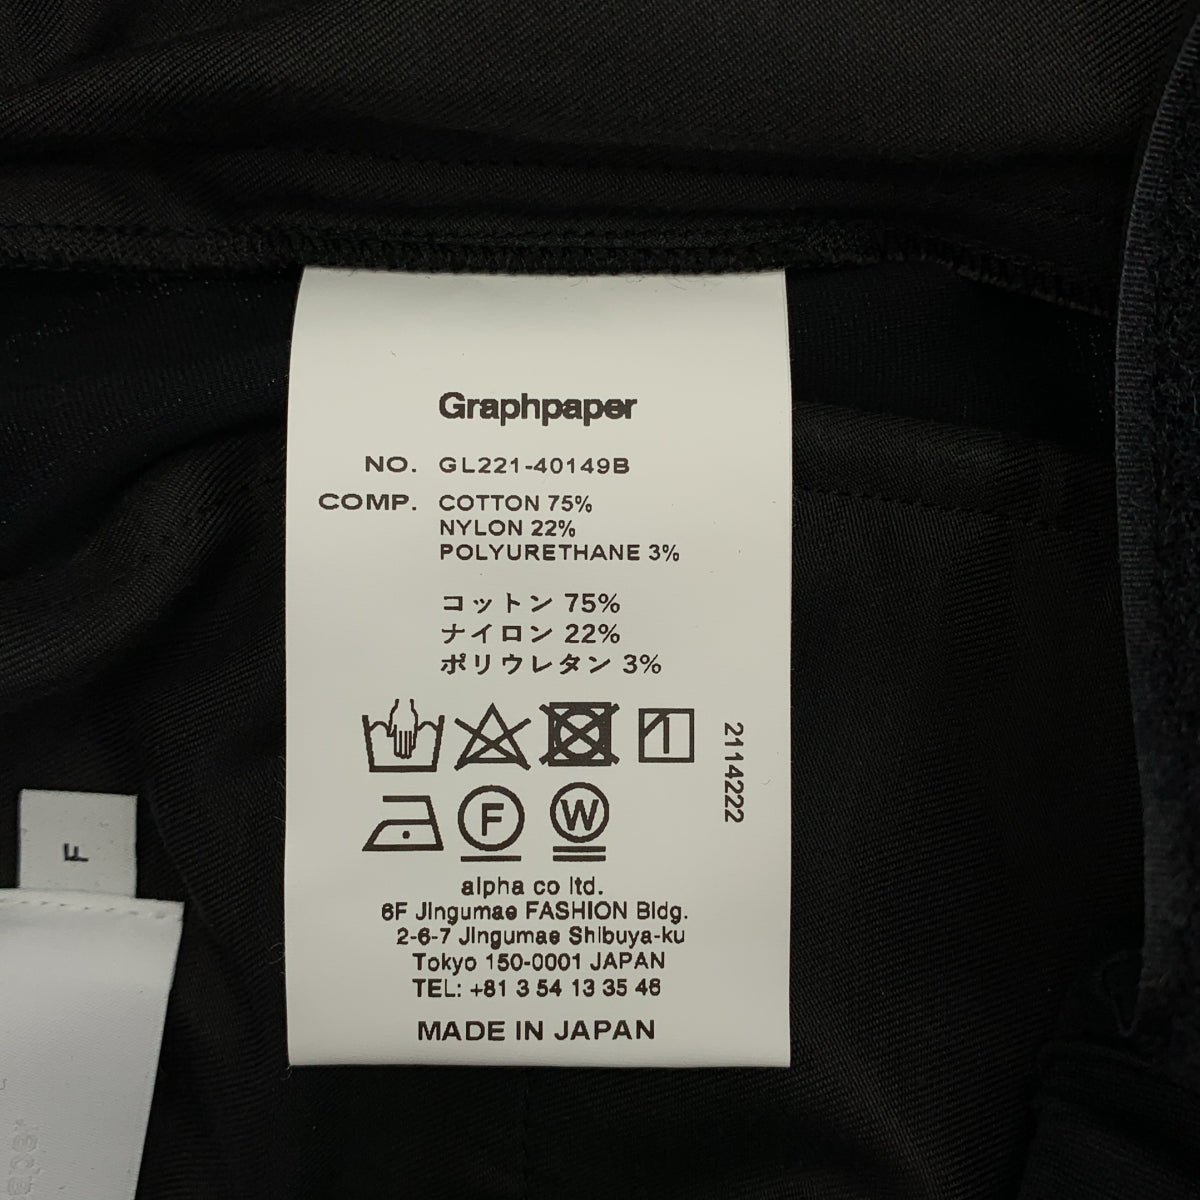 Graphpaper
NO. GL221-40149B
COMP. COTTON 75%
NYLON 22%
POLYURETHANE 3%
コットン 75%
ナイロン 22%
ポリウレタン 3%
1
2114222
F W
alpha co ltd.
6F Jingumae FASHION Bldg.
2-6-7 Jingumae Shibuya-ku
Tokyo 150-0001 JAPAN
TEL: +81 3 54 13 35 46
MADE IN JAPAN
F